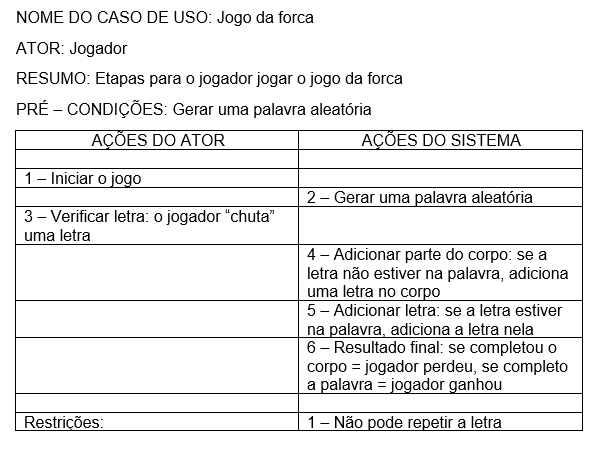 NOME DO CASO DE USO: Jogo da forca
ATOR: Jogador
RESUMO: Etapas para o jogador jogar o jogo da forca
PRÉ – CONDIÇÕES: Gerar uma palavra aleatória
AÇÕES DO ATOR AÇÕES DO SISTEMA
1 – Iniciar o jogo
2 – Gerar uma palavra aleatória
3 – Verificar letra: o jogador “chuta”
uma letra
4 – Adicionar parte do corpo: se a
letra não estiver na palavra, adiciona
uma letra no corpo
5 – Adicionar letra: se a letra estiver
na palavra, adiciona a letra nela
6 – Resultado final: se completou o
corpo = jogador perdeu, se completo
a palavra = jogador ganhou
Restrições: 1 – Não pode repetir a letra